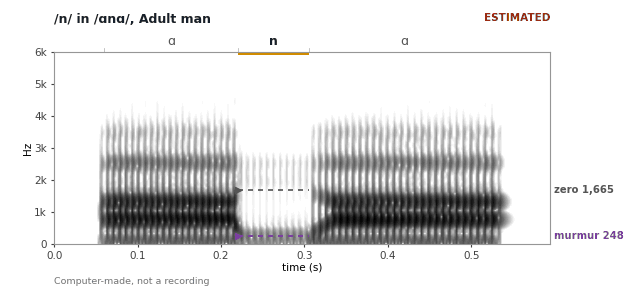 /n/ in /ɑnɑ/, Adult man
ESTIMATED
ɑ n ɑ
6k
5k
4k
3k
2k
1k
0
Hz
zero 1,665
murmur 248
0.0 0.1 0.2 0.3 0.4 0.5
time (s)
Computer-made, not a recording